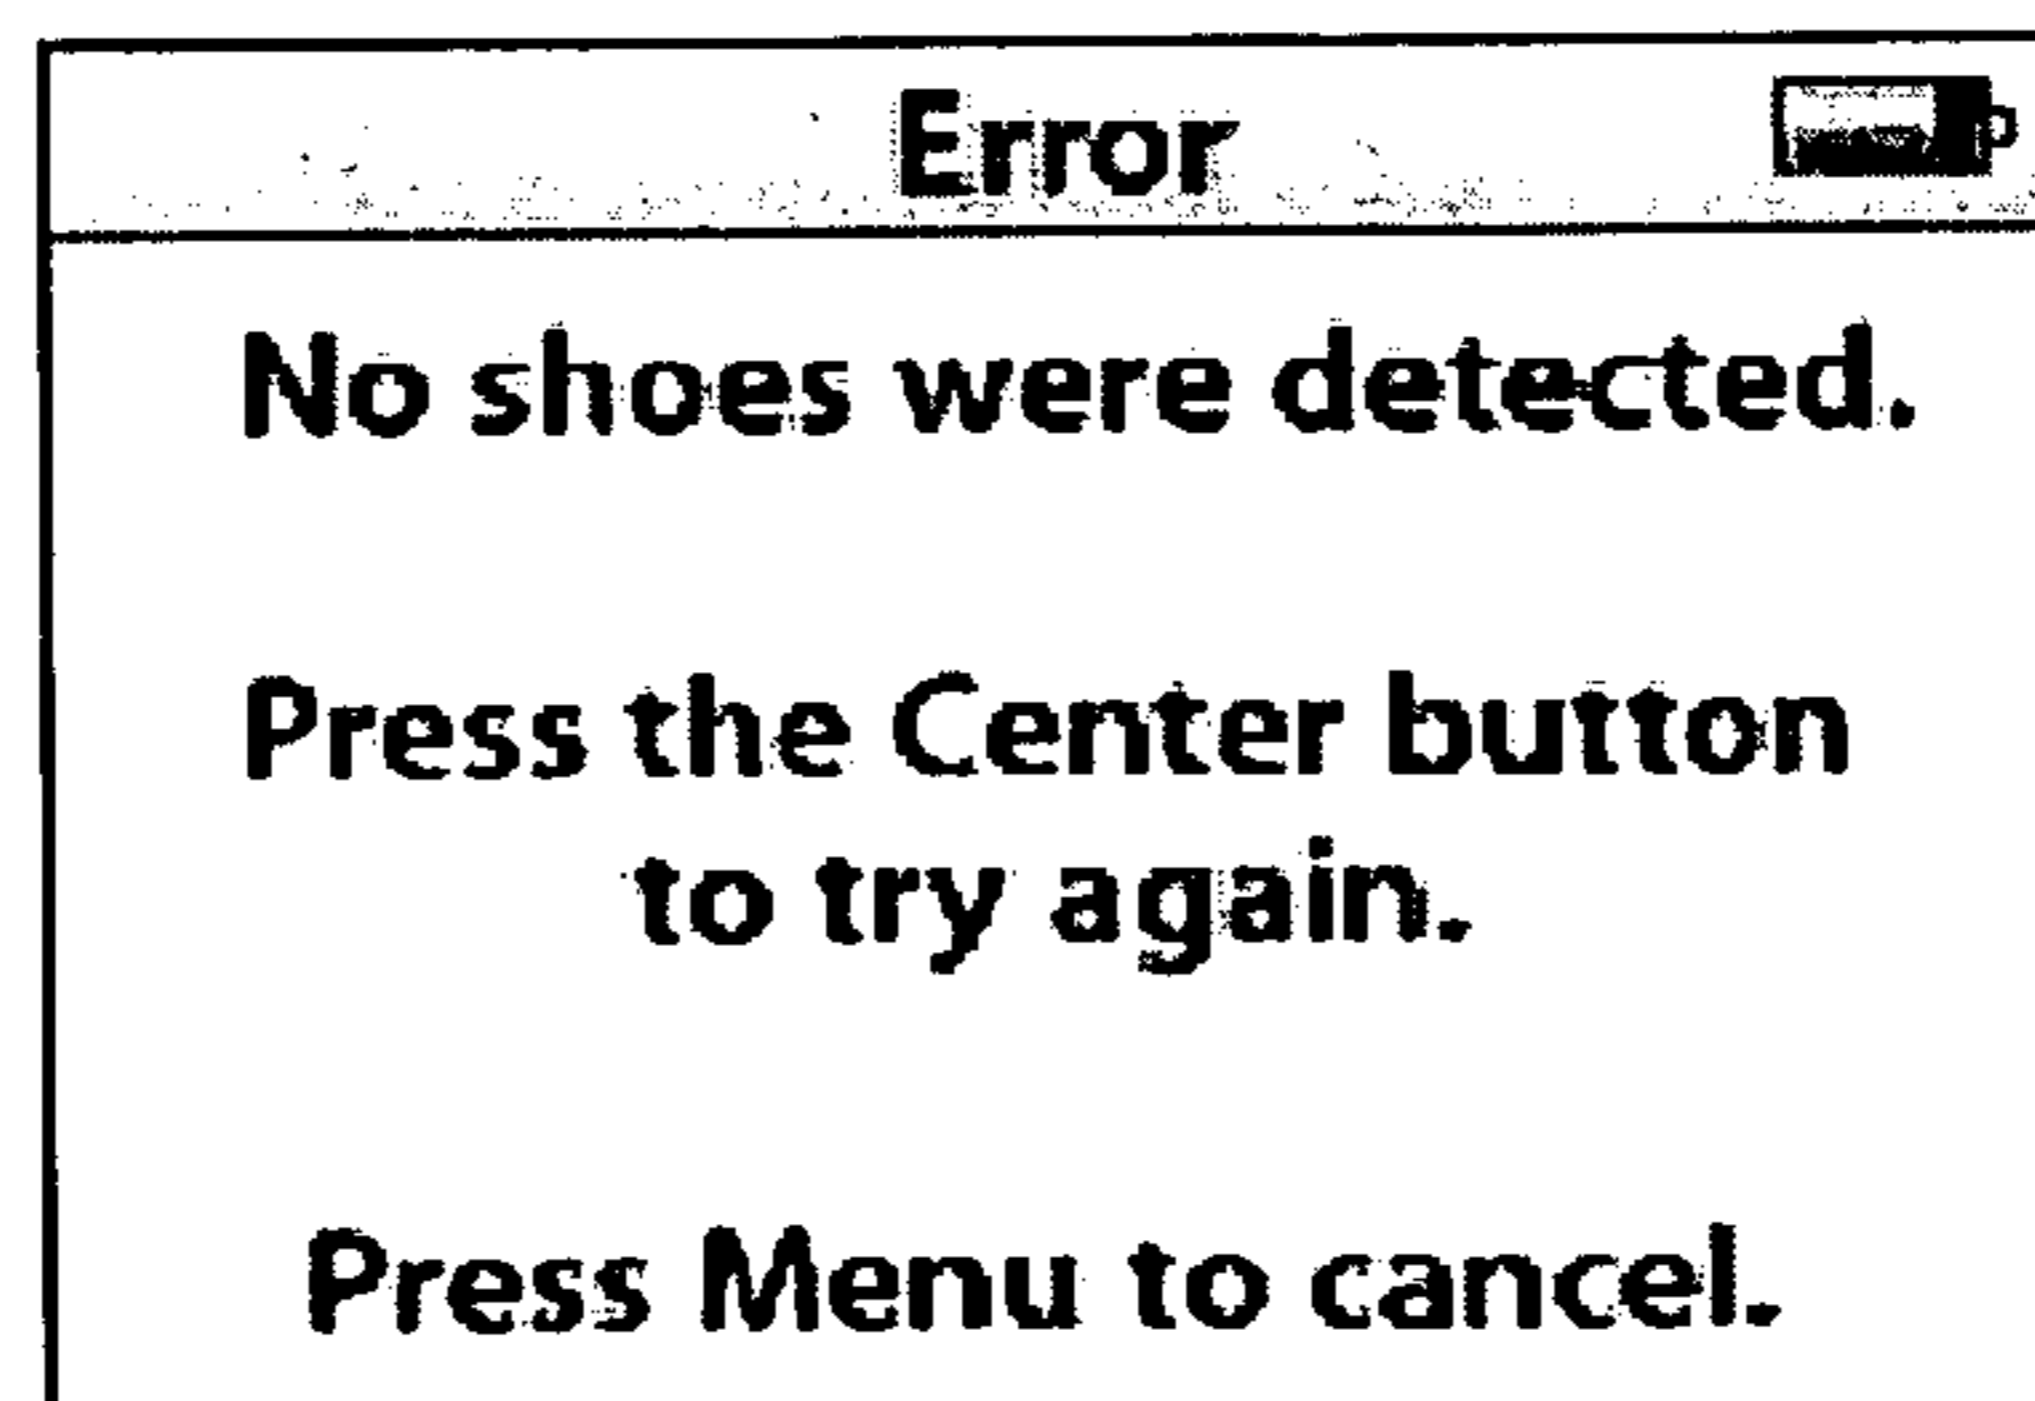 Error
No shoes were detected.
Press the Center button
to try again.
Press Menu to cancel.